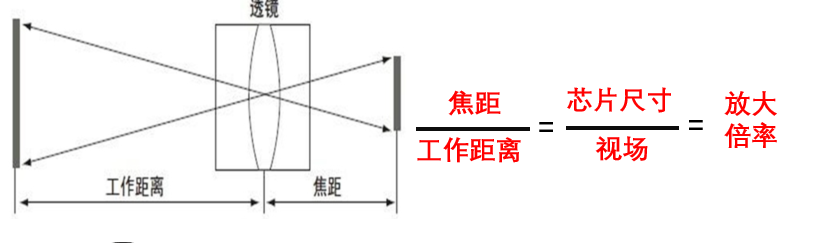 透镜
工作距离
焦距
焦距
工作距离
=
芯片尺寸
视场
=
放大
倍率